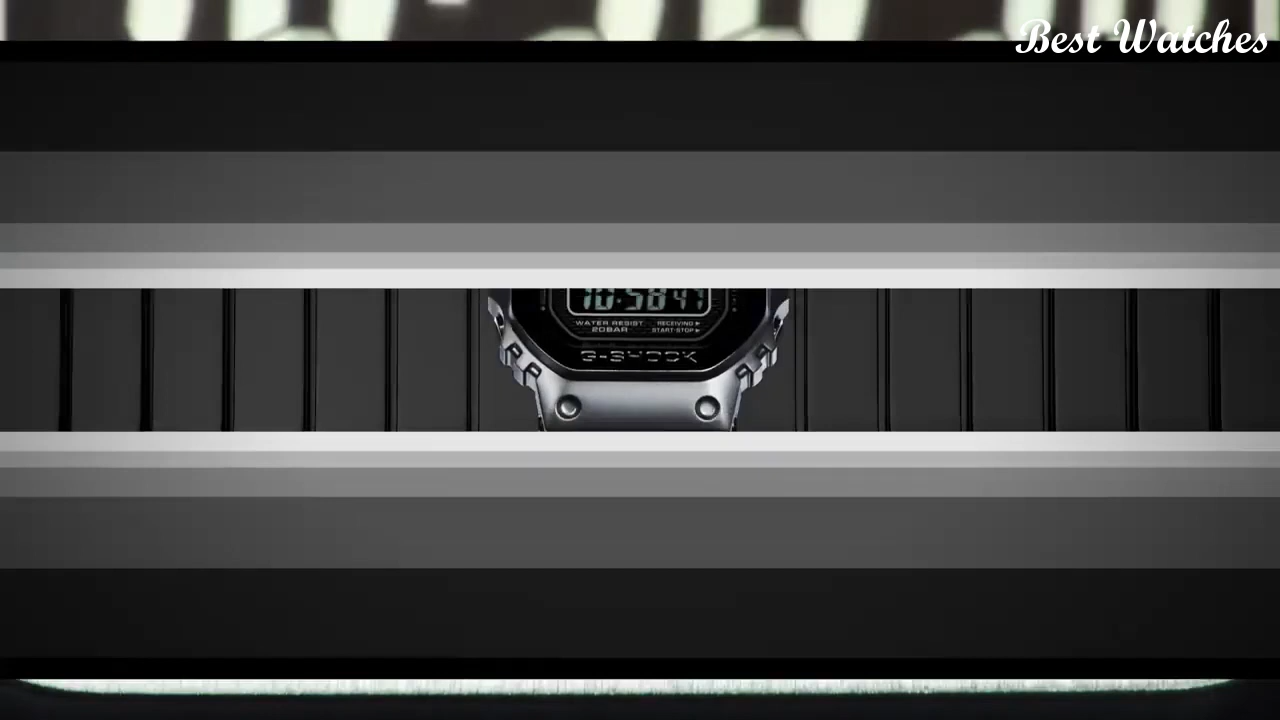 Best Watches
10:58 47
WATER RESIST RECEIVING
20BAR START·STOP
G-SHOCK